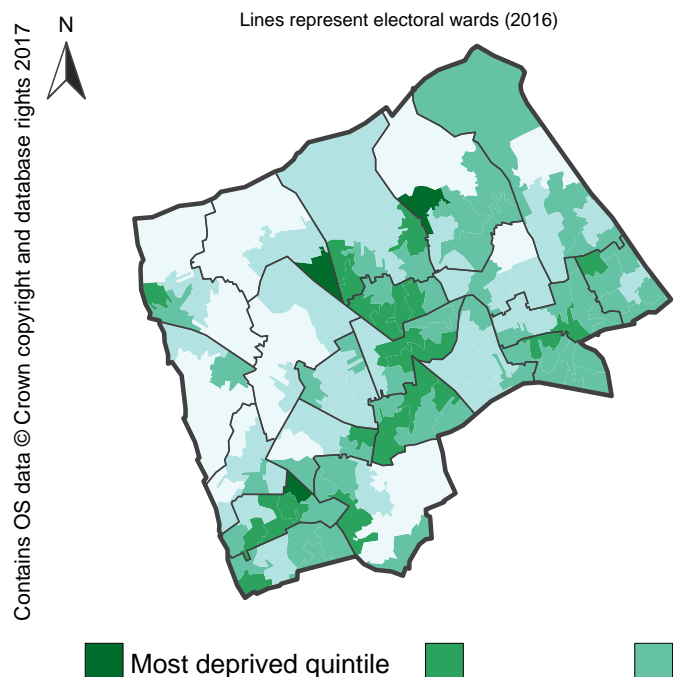 Lines represent electoral wards (2016)
N
Contains OS data © Crown copyright and database rights 2017
Most deprived quintile